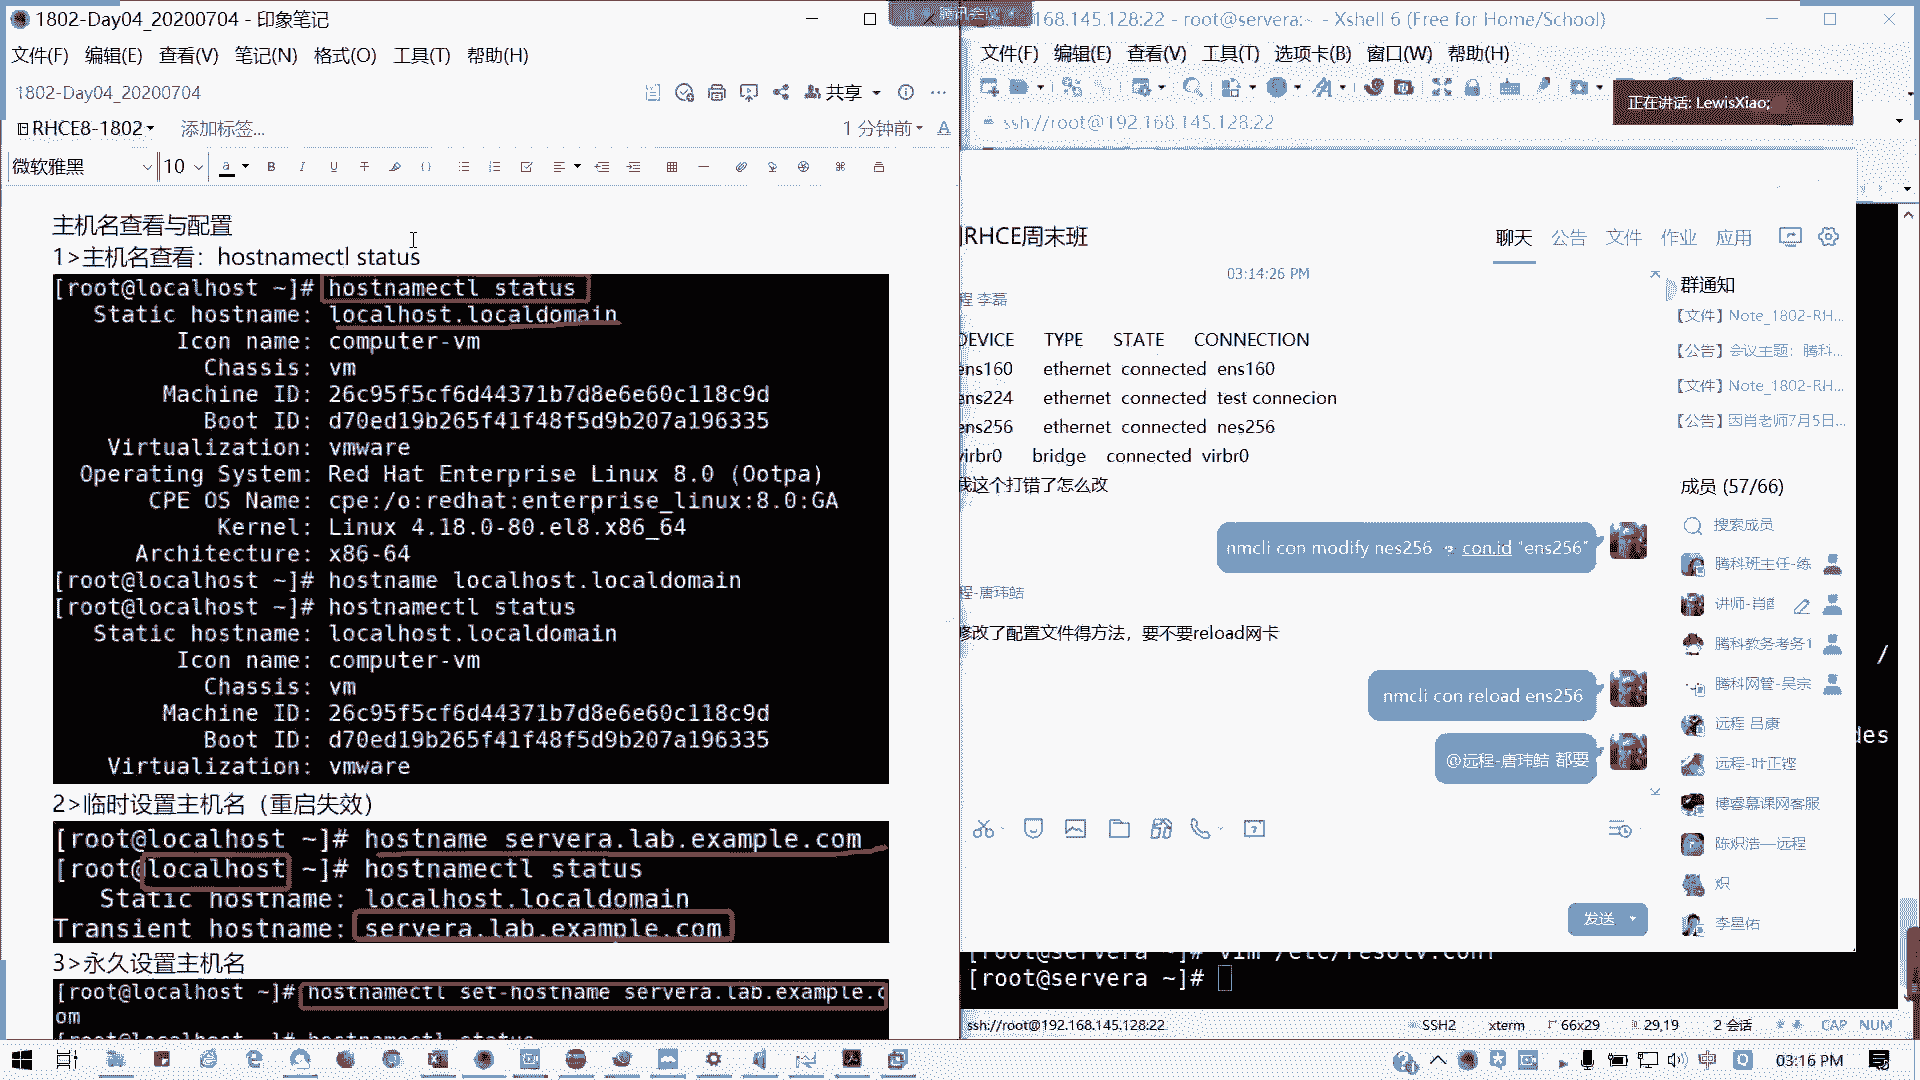 1802-Day04_20200704 - 印象笔记
文件(F) 编辑(E) 查看(V) 笔记(N) 格式(O) 工具(T) 帮助(H)
1802-Day04_20200704
共享
RHCE8-1802
添加标签...
1 分钟前
微软雅黑
10
主机名查看与配置
1>主机名查看：hostnamectl status
[root@localhost ~]# hostnamectl status
Static hostname: localhost.localdomain
Icon name: computer-vm
Chassis: vm
Machine ID: 26c95f5cf6d44371b7d8e6e60c118c9d
Boot ID: d70ed19b265f41f48f5d9b207a196335
Virtualization: vmware
Operating System: Red Hat Enterprise Linux 8.0 (Ootpa)
CPE OS Name: cpe:/o:redhat:enterprise_linux:8.0:GA
Kernel: Linux 4.18.0-80.el8.x86_64
Architecture: x86-64
[root@localhost ~]# hostname localhost.localdomain
[root@localhost ~]# hostnamectl status
Static hostname: localhost.localdomain
Icon name: computer-vm
Chassis: vm
Machine ID: 26c95f5cf6d44371b7d8e6e60c118c9d
Boot ID: d70ed19b265f41f48f5d9b207a196335
Virtualization: vmware
2>临时设置主机名（重启失效）
[root@localhost ~]# hostname servera.lab.example.com
[root@localhost ~]# hostnamectl status
Static hostname: localhost.localdomain
Transient hostname: servera.lab.example.com
3>永久设置主机名
[root@localhost ~]# hostnamectl set-hostname servera.lab.example.c
om
腾讯会议
168.145.128:22 - root@servera:~ - Xshell 6 (Free for Home/School)
文件(F) 编辑(E) 查看(V) 工具(T) 选项卡(B) 窗口(W) 帮助(H)
正在讲话: LewisXiao;
ssh://root@192.168.145.128:22
RHCE周末班
聊天 公告 文件 作业 应用
03:14:26 PM
程 李磊
DEVICE TYPE STATE CONNECTION
ens160 ethernet connected ens160
ens224 ethernet connected test connecion
ens256 ethernet connected nes256
virbr0 bridge connected virbr0
我这个打错了怎么改
nmcli con modify nes256 con.id "ens256"
程-唐玮鲒
修改了配置文件得方法，要不要reload网卡
nmcli con reload ens256
@远程-唐玮鲒 都要
发送
群通知
【文件】Note_1802-RH...
【公告】会议主题：腾科...
【文件】Note_1802-RH...
【公告】因肖老师7月5日...
成员 (57/66)
搜索成员
腾科班主任-练
讲师-肖
腾科教务考务1
腾科网管-吴宗
远程 吕康
远程-叶正铿
博睿慕课网客服
陈炽浩—远程
炽
李星佑
/
des
[root@servera ~]# vim /etc/resolv.conf
[root@servera ~]#
ssh://root@192.168.145.128:22
SSH2
xterm
66x29
29,19
2 会话
CAP NUM
中
03:16 PM